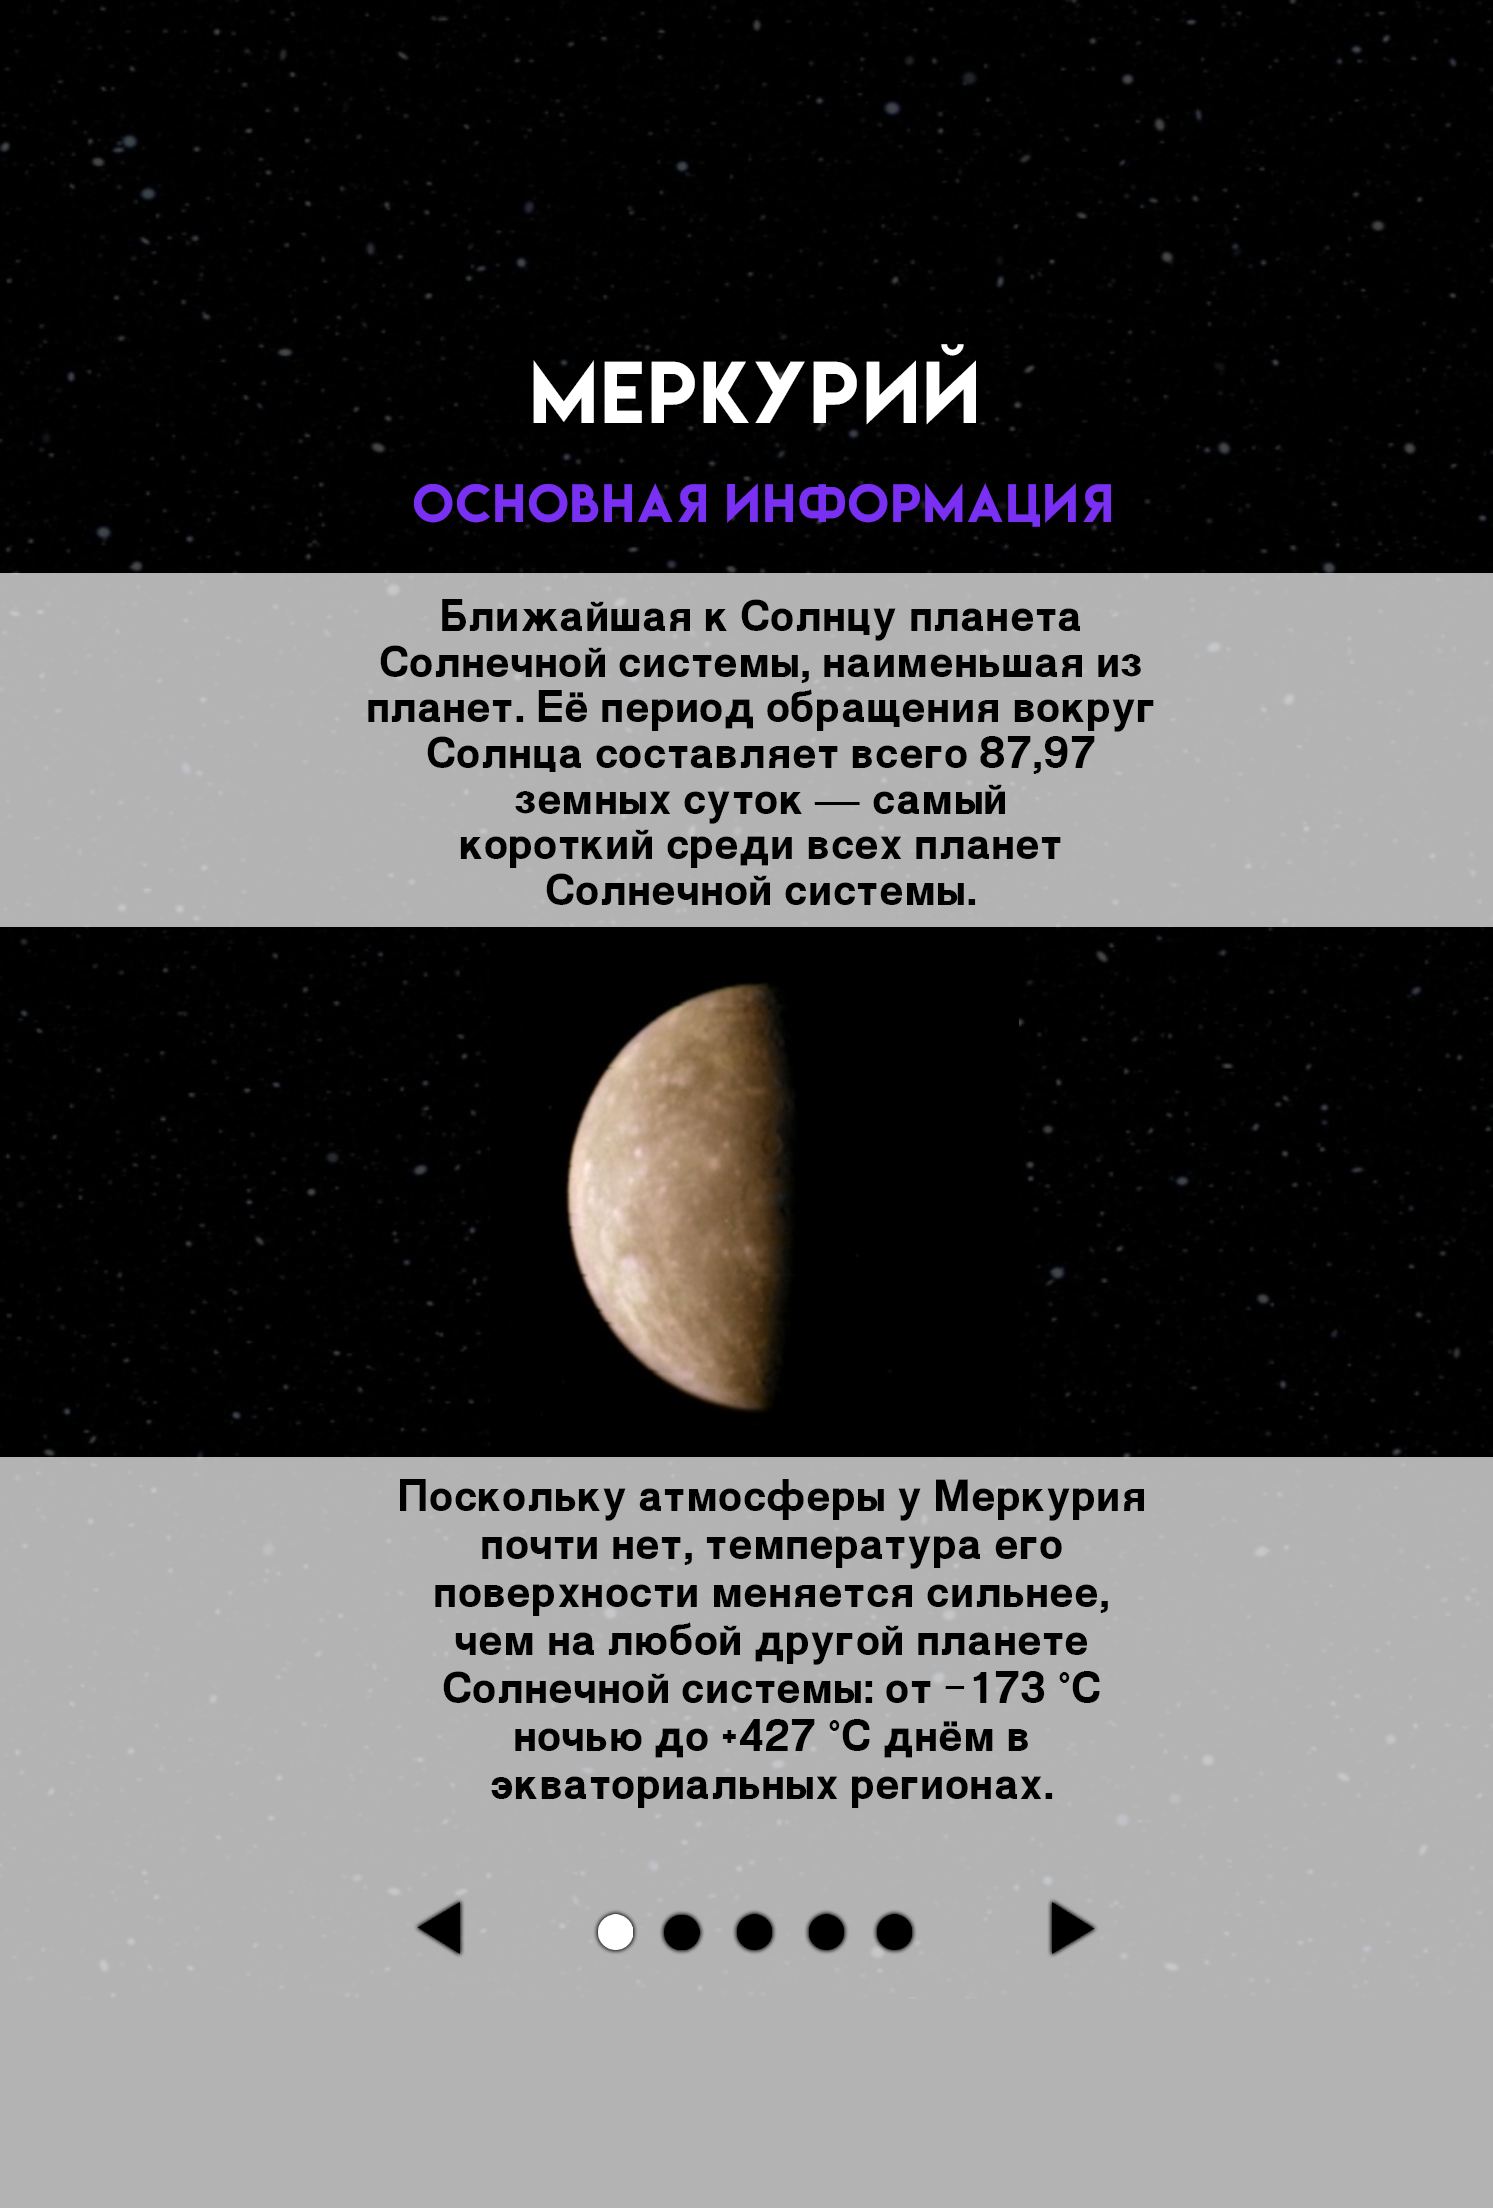 МЕРКУРИЙ
ОСНОВНАЯ ИНФОРМАЦИЯ
Ближайшая к Солнцу планета
Солнечной системы, наименьшая из
планет. Её период обращения вокруг
Солнца составляет всего 87,97
земных суток — самый
короткий среди всех планет
Солнечной системы.
Поскольку атмосферы у Меркурия
почти нет, температура его
поверхности меняется сильнее,
чем на любой другой планете
Солнечной системы: от −173 °C
ночью до +427 °C днём в
экваториальных регионах.